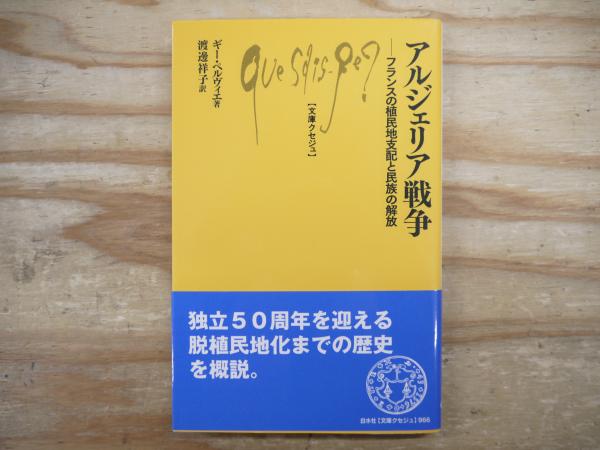 アルジェリア戦争
──フランスの植民地支配と民族の解放
Que sais-je?
【文庫クセジュ】
ギー・ペルヴィエ著
渡邊祥子訳
独立50周年を迎える
脱植民地化までの歴史
を概説。
白水社【文庫クセジュ】966